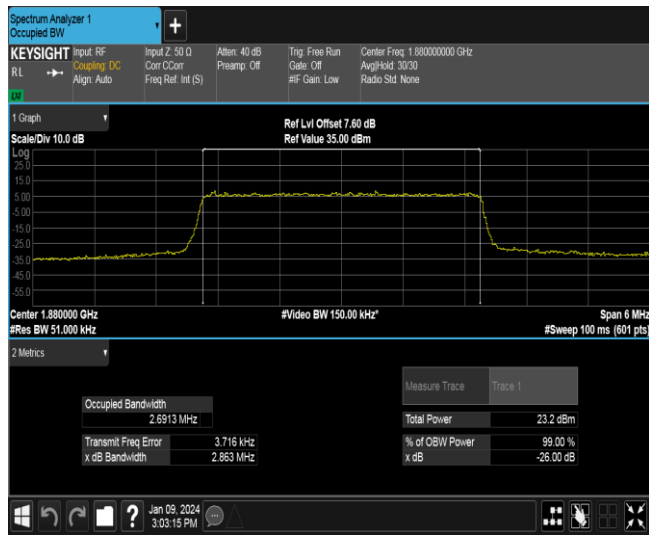 Spectrum Analyzer 1
Occupied BW
+
KEYSIGHT Input: RF Input Z: 50 Ω Atten: 40 dB Trig: Free Run Center Freq: 1.880000000 GHz
RL Coupling: DC Corr CCorr Preamp: Off Gate: Off Avg|Hold: 30/30
Align: Auto Freq Ref: Int (S) #IF Gain: Low Radio Std: None
1 Graph
Ref Lvl Offset 7.60 dB
Scale/Div 10.0 dB Ref Value 35.00 dBm
Log
25.0
15.0
5.00
-5.00
-15.0
-25.0
-35.0
-45.0
-55.0
Center 1.880000 GHz #Video BW 150.00 kHz* Span 6 MHz
#Res BW 51.000 kHz #Sweep 100 ms (601 pts)
2 Metrics
Measure Trace Trace 1
Occupied Bandwidth
2.6913 MHz Total Power 23.2 dBm
Transmit Freq Error 3.716 kHz % of OBW Power 99.00 %
x dB Bandwidth 2.863 MHz x dB -26.00 dB
? Jan 09, 2024
3:03:15 PM